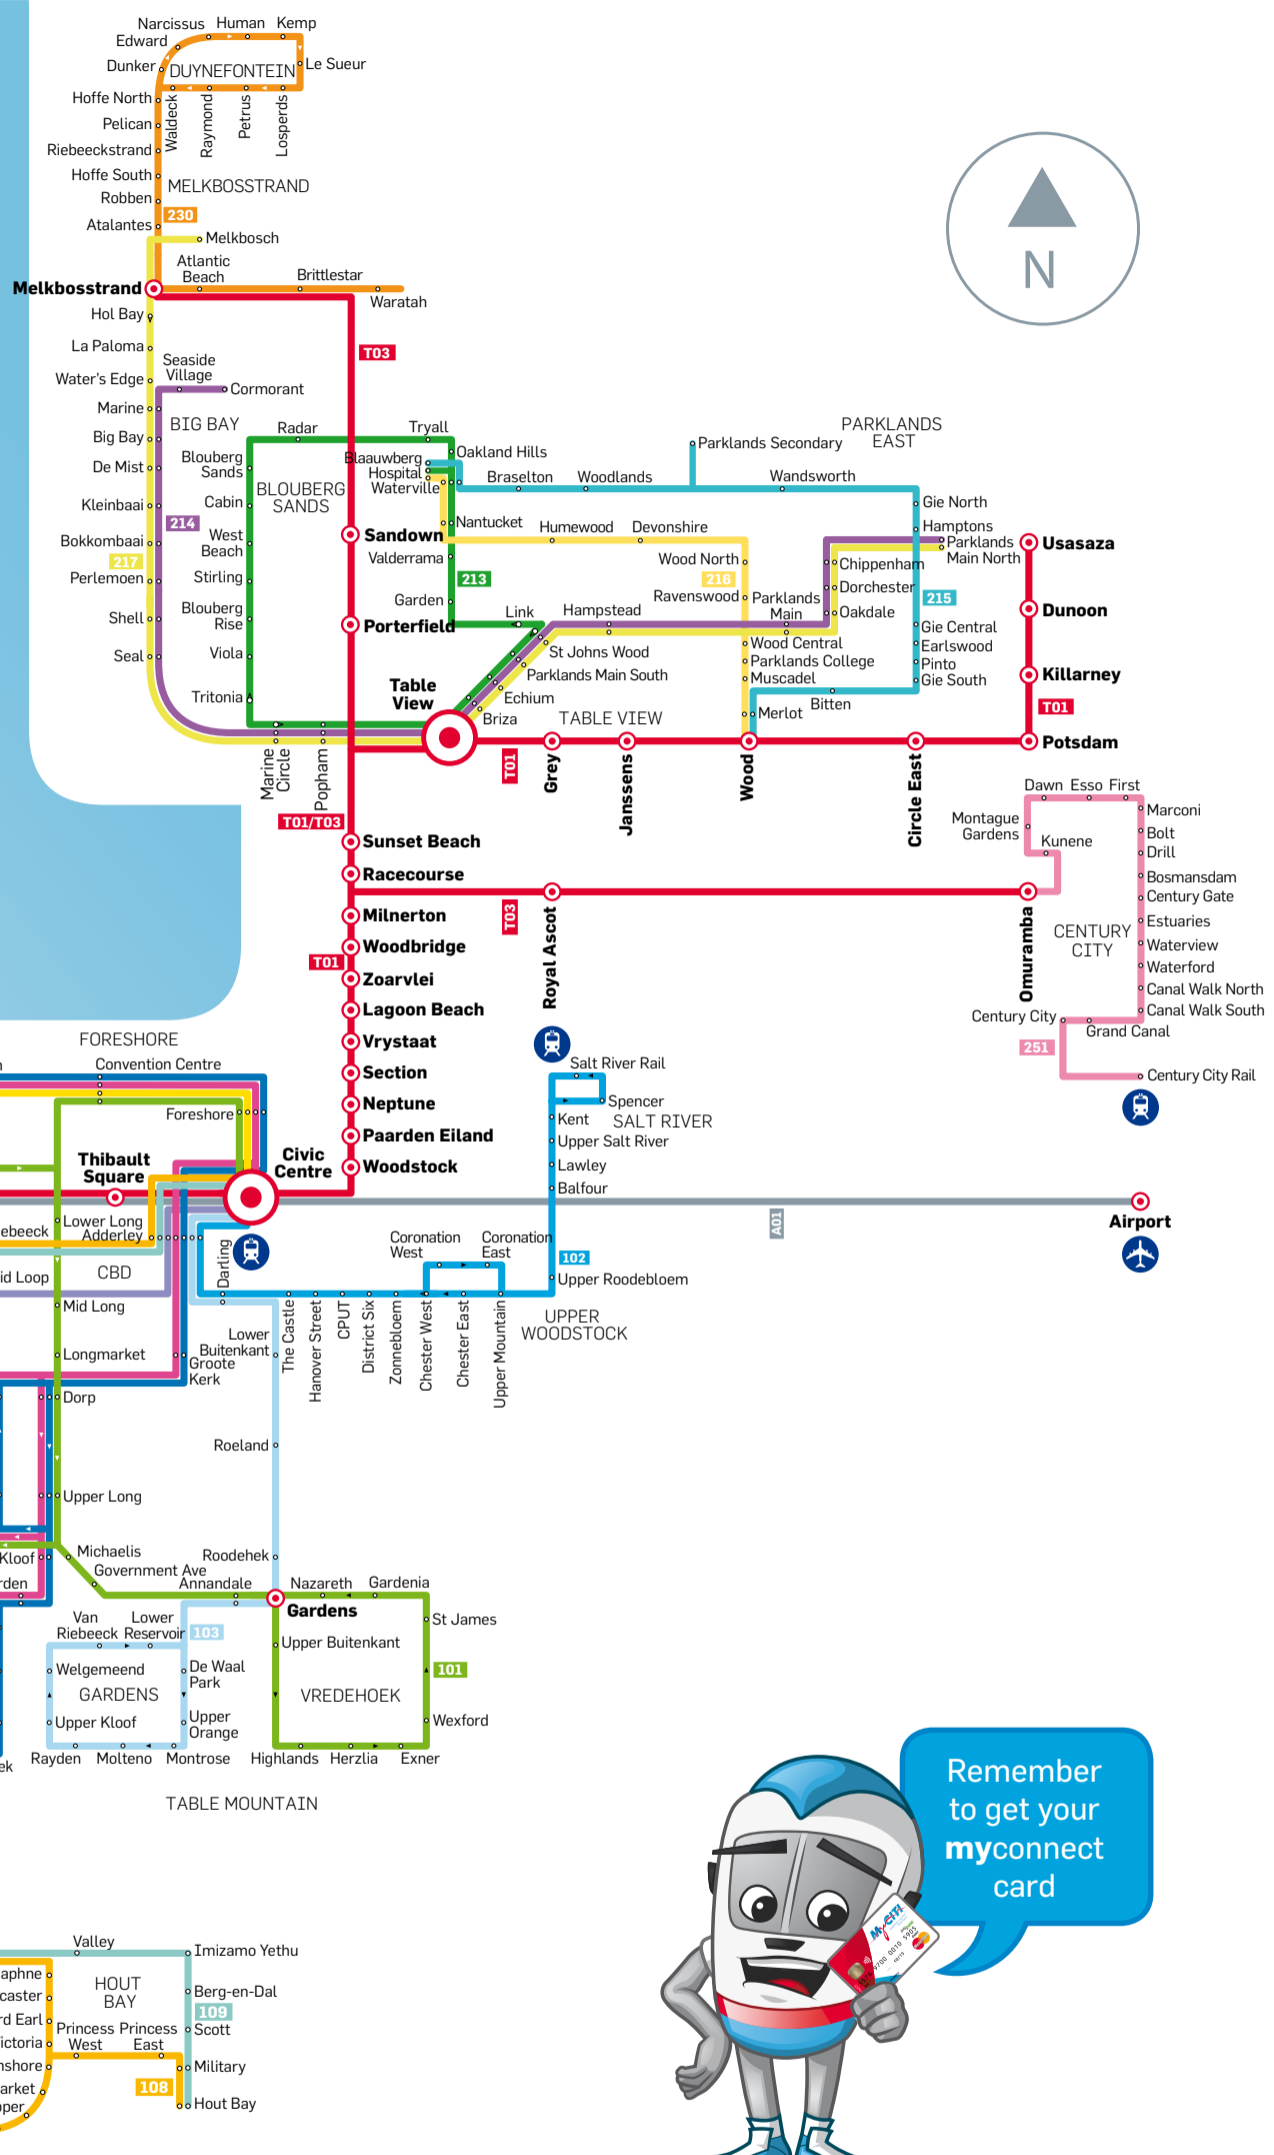 Narcissus
Human
Kemp
Edward
Dunker
DUYNEFONTEIN
Le Sueur
Hoffe North
Waldeck
Raymond
Petrus
Losperds
Pelican
Riebeeckstrand
Hoffe South
MELKBOSSTRAND
Robben
230
Atalantes
Melkbosch
Atlantic
Beach
Brittlestar
Melkbosstrand
Waratah
Hol Bay
La Paloma
T03
Seaside
Village
Water's Edge
Cormorant
Marine
BIG BAY
Radar
Tryall
PARKLANDS
EAST
Big Bay
Parklands Secondary
Oakland Hills
Blaauwberg
Hospital
Waterville
De Mist
Blouberg
Sands
Braselton
Woodlands
Wandsworth
BLOUBERG
SANDS
Kleinbaai
Cabin
Gie North
214
Nantucket
Humewood
Devonshire
Hamptons
Bokkombaai
West
Beach
Sandown
Parklands
Main North
Usasaza
217
Valderrama
Wood North
Chippenham
Perlemoen
Stirling
213
216
Dorchester
Garden
Ravenswood
Parklands
Main
215
Shell
Blouberg
Rise
Porterfield
Link
Hampstead
Oakdale
Dunoon
Gie Central
Seal
Viola
St Johns Wood
Wood Central
Earlswood
Parklands College
Pinto
Parklands Main South
Muscadel
Gie South
Killarney
Tritonia
Table
View
Echium
Bitten
T01
Briza
TABLE VIEW
Merlot
Potsdam
Marine
Circle
Popham
T01
Grey
Janssens
Wood
Circle East
Dawn
Esso
First
Montague
Gardens
Marconi
T01/T03
Bolt
Sunset Beach
Kunene
Drill
Racecourse
Bosmansdam
Century Gate
Milnerton
T03
Royal Ascot
Omuramba
Estuaries
CENTURY
CITY
Woodbridge
Waterview
T01
Waterford
Zoarvlei
Canal Walk North
Lagoon Beach
Canal Walk South
Century City
Grand Canal
FORESHORE
Vrystaat
251
Convention Centre
Salt River Rail
Section
Century City Rail
Foreshore
Neptune
Spencer
Kent
SALT RIVER
Paarden Eiland
Upper Salt River
Thibault
Square
Civic
Centre
Woodstock
Lawley
Balfour
A01
Airport
ebeeck
Lower Long
Adderley
Coronation
West
Coronation
East
102
id Loop
CBD
Darling
Upper Roodebloem
Mid Long
UPPER
WOODSTOCK
Lower
Buitenkant
The Castle
Hanover Street
CPUT
District Six
Zonnebloem
Chester West
Chester East
Upper Mountain
Longmarket
Groote
Kerk
Dorp
Roeland
Upper Long
Kloof
Michaelis
Roodehek
Government Ave
rden
Annandale
Nazareth
Gardenia
Gardens
Van
Riebeeck
Lower
Reservoir
103
St James
Upper Buitenkant
Welgemeend
De Waal
Park
101
GARDENS
VREDEHOEK
Upper Kloof
Upper
Orange
Wexford
Rayden
Molteno
Montrose
Highlands
Herzlia
Exner
ek
TABLE MOUNTAIN
Remember
to get your
myconnect
card
MyCiTi
Valley
Imizamo Yethu
aphne
HOUT
BAY
Berg-en-Dal
caster
109
rd Earl
Princess
West
Princess
East
Scott
ictoria
nshore
Military
arket
108
Hout Bay
pper
N